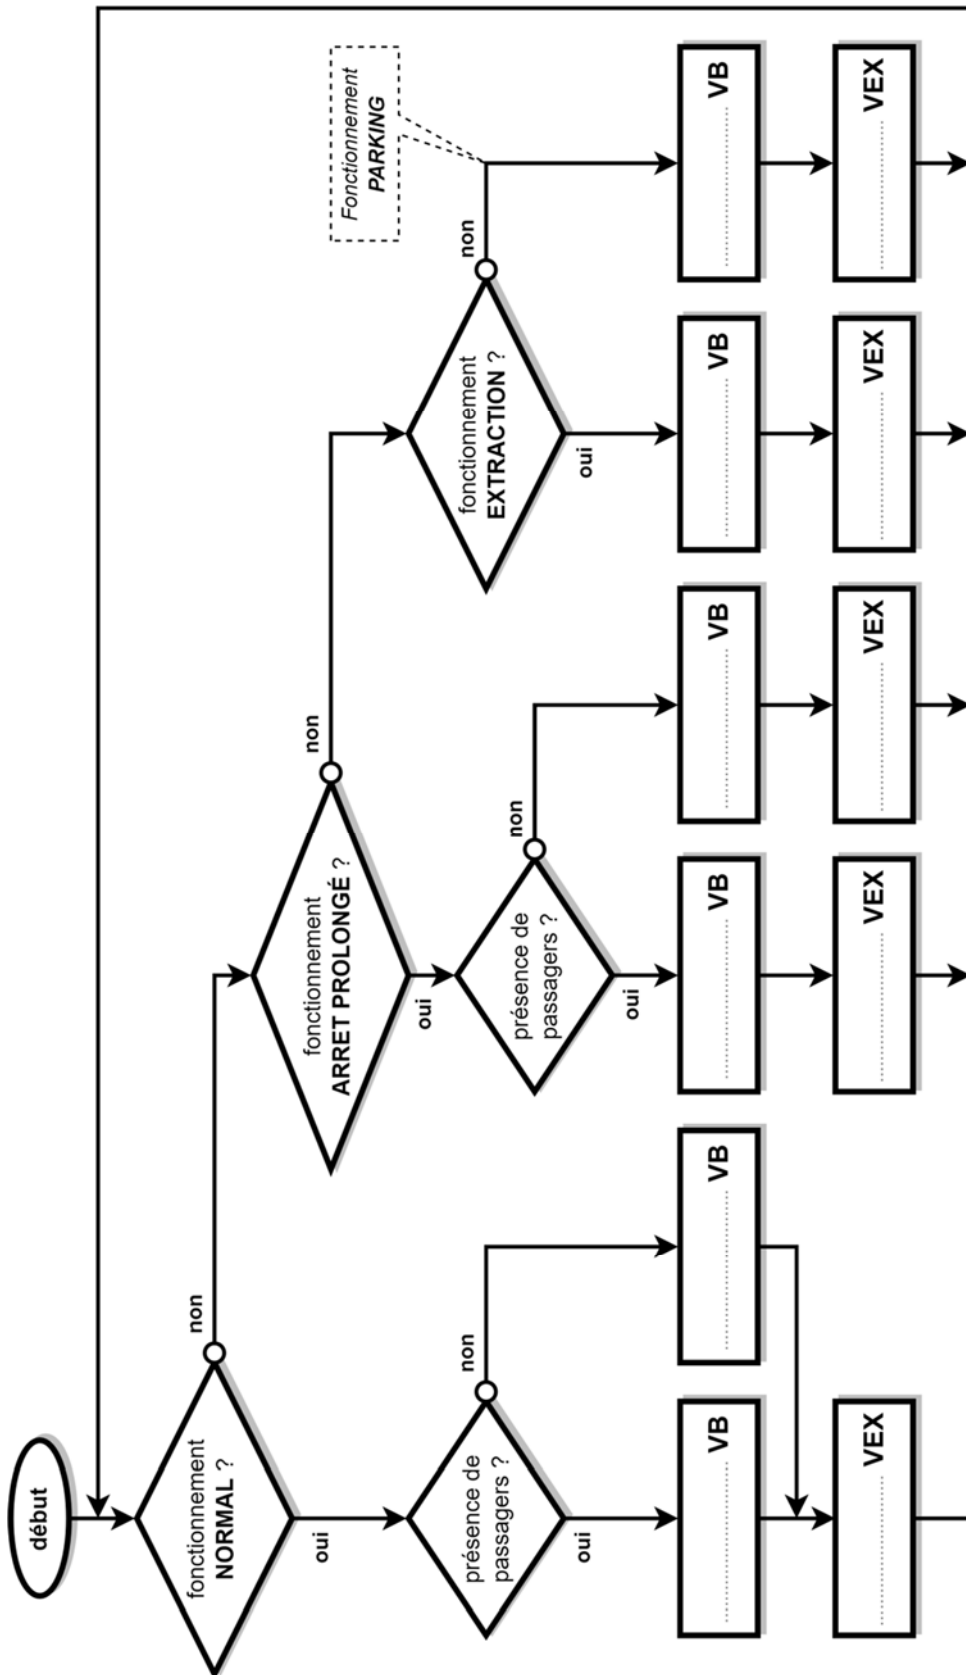 début
fonctionnement
NORMAL ?
non
oui
présence de
passagers ?
non
oui
fonctionnement
ARRET PROLONGÉ ?
non
oui
présence de
passagers ?
non
oui
fonctionnement
EXTRACTION ?
non
oui
Fonctionnement
PARKING
VB
VB
VB
VB
VB
VB
VEX
VEX
VEX
VEX
VEX